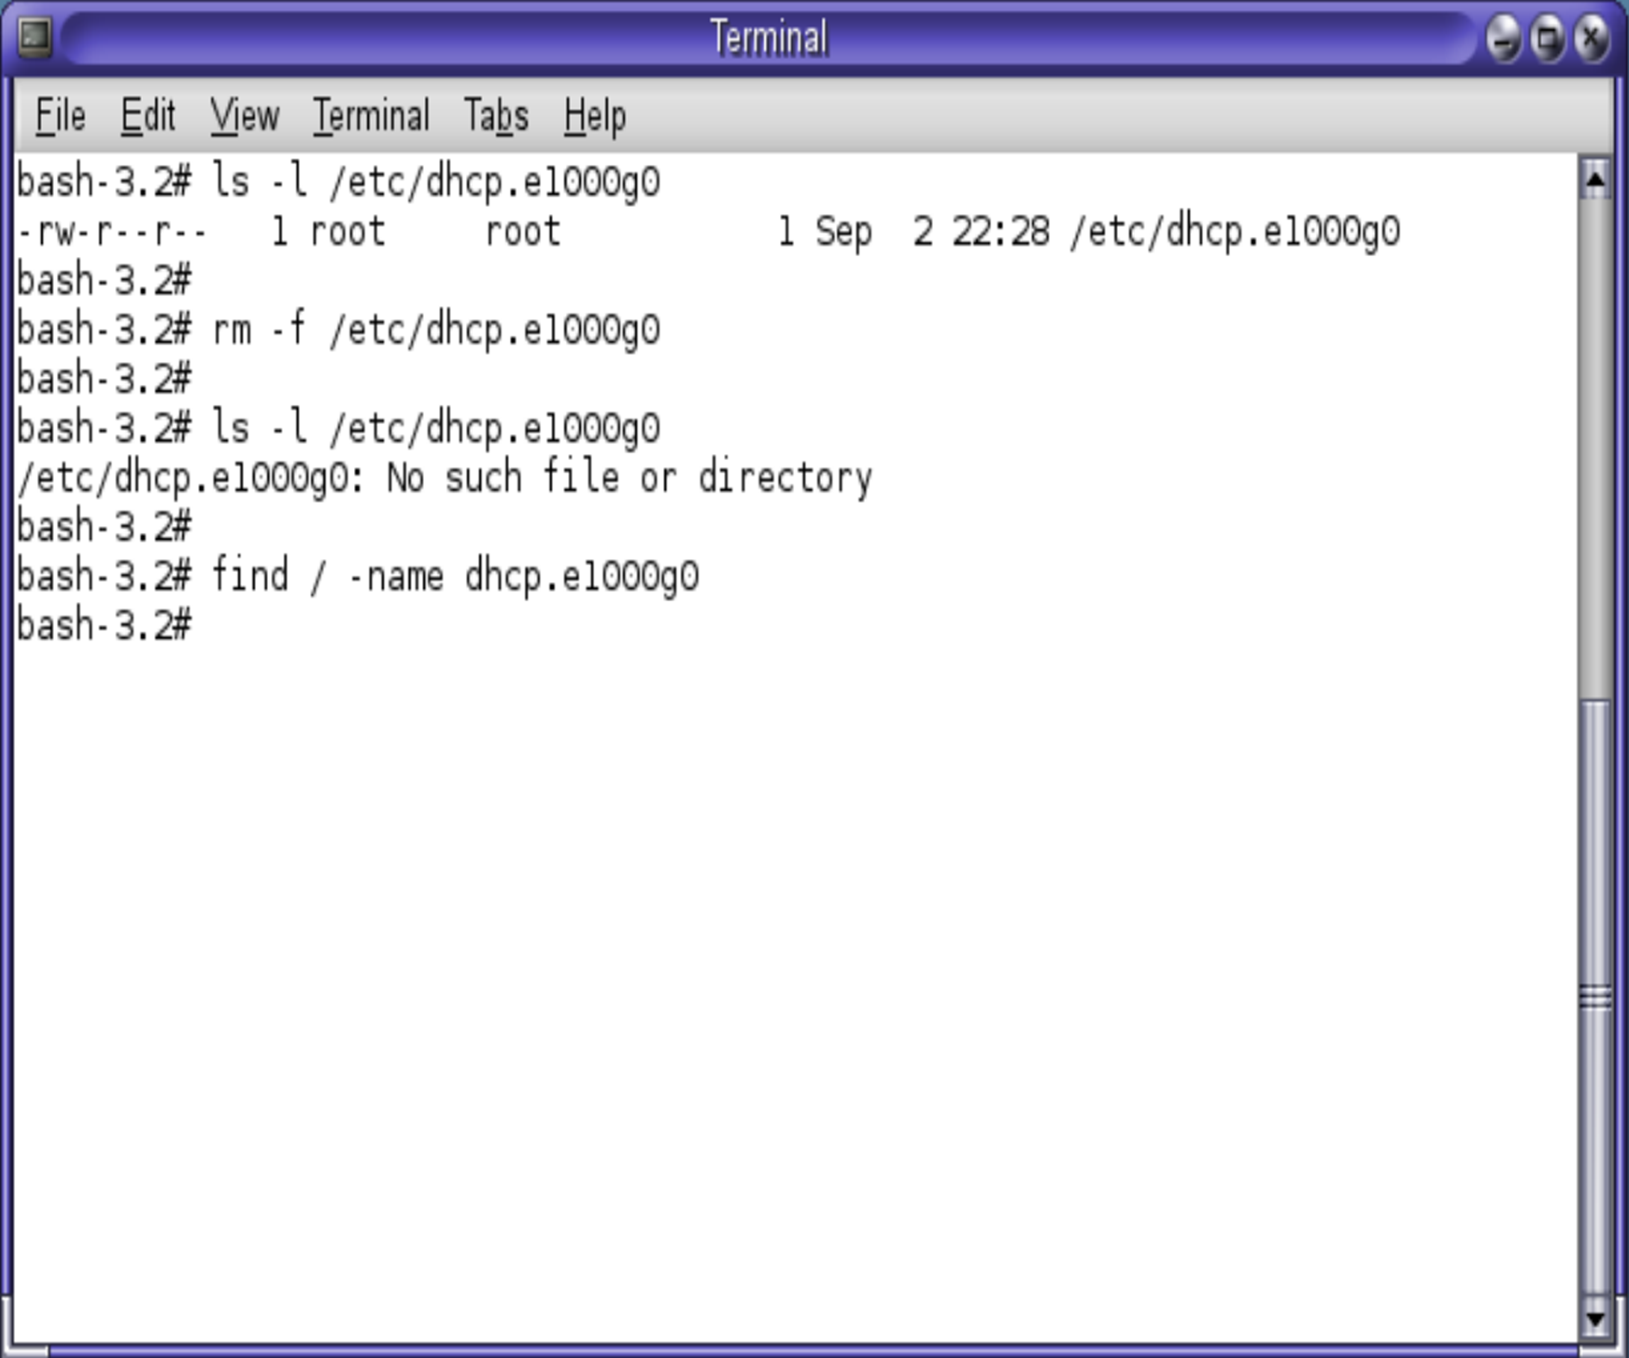 Terminal
File Edit View Terminal Tabs Help
bash-3.2# ls -l /etc/dhcp.e1000g0
-rw-r--r--   1 root     root           1 Sep  2 22:28 /etc/dhcp.e1000g0
bash-3.2#
bash-3.2# rm -f /etc/dhcp.e1000g0
bash-3.2#
bash-3.2# ls -l /etc/dhcp.e1000g0
/etc/dhcp.e1000g0: No such file or directory
bash-3.2#
bash-3.2# find / -name dhcp.e1000g0
bash-3.2#